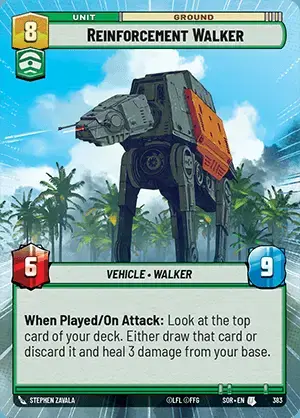 UNIT GROUND
8 REINFORCEMENT WALKER
6 VEHICLE • WALKER 9
When Played/On Attack: Look at the top
card of your deck. Either draw that card or
discard it and heal 3 damage from your base.
STEPHEN ZAVALA ©LFL ©FFG SOR • EN 383